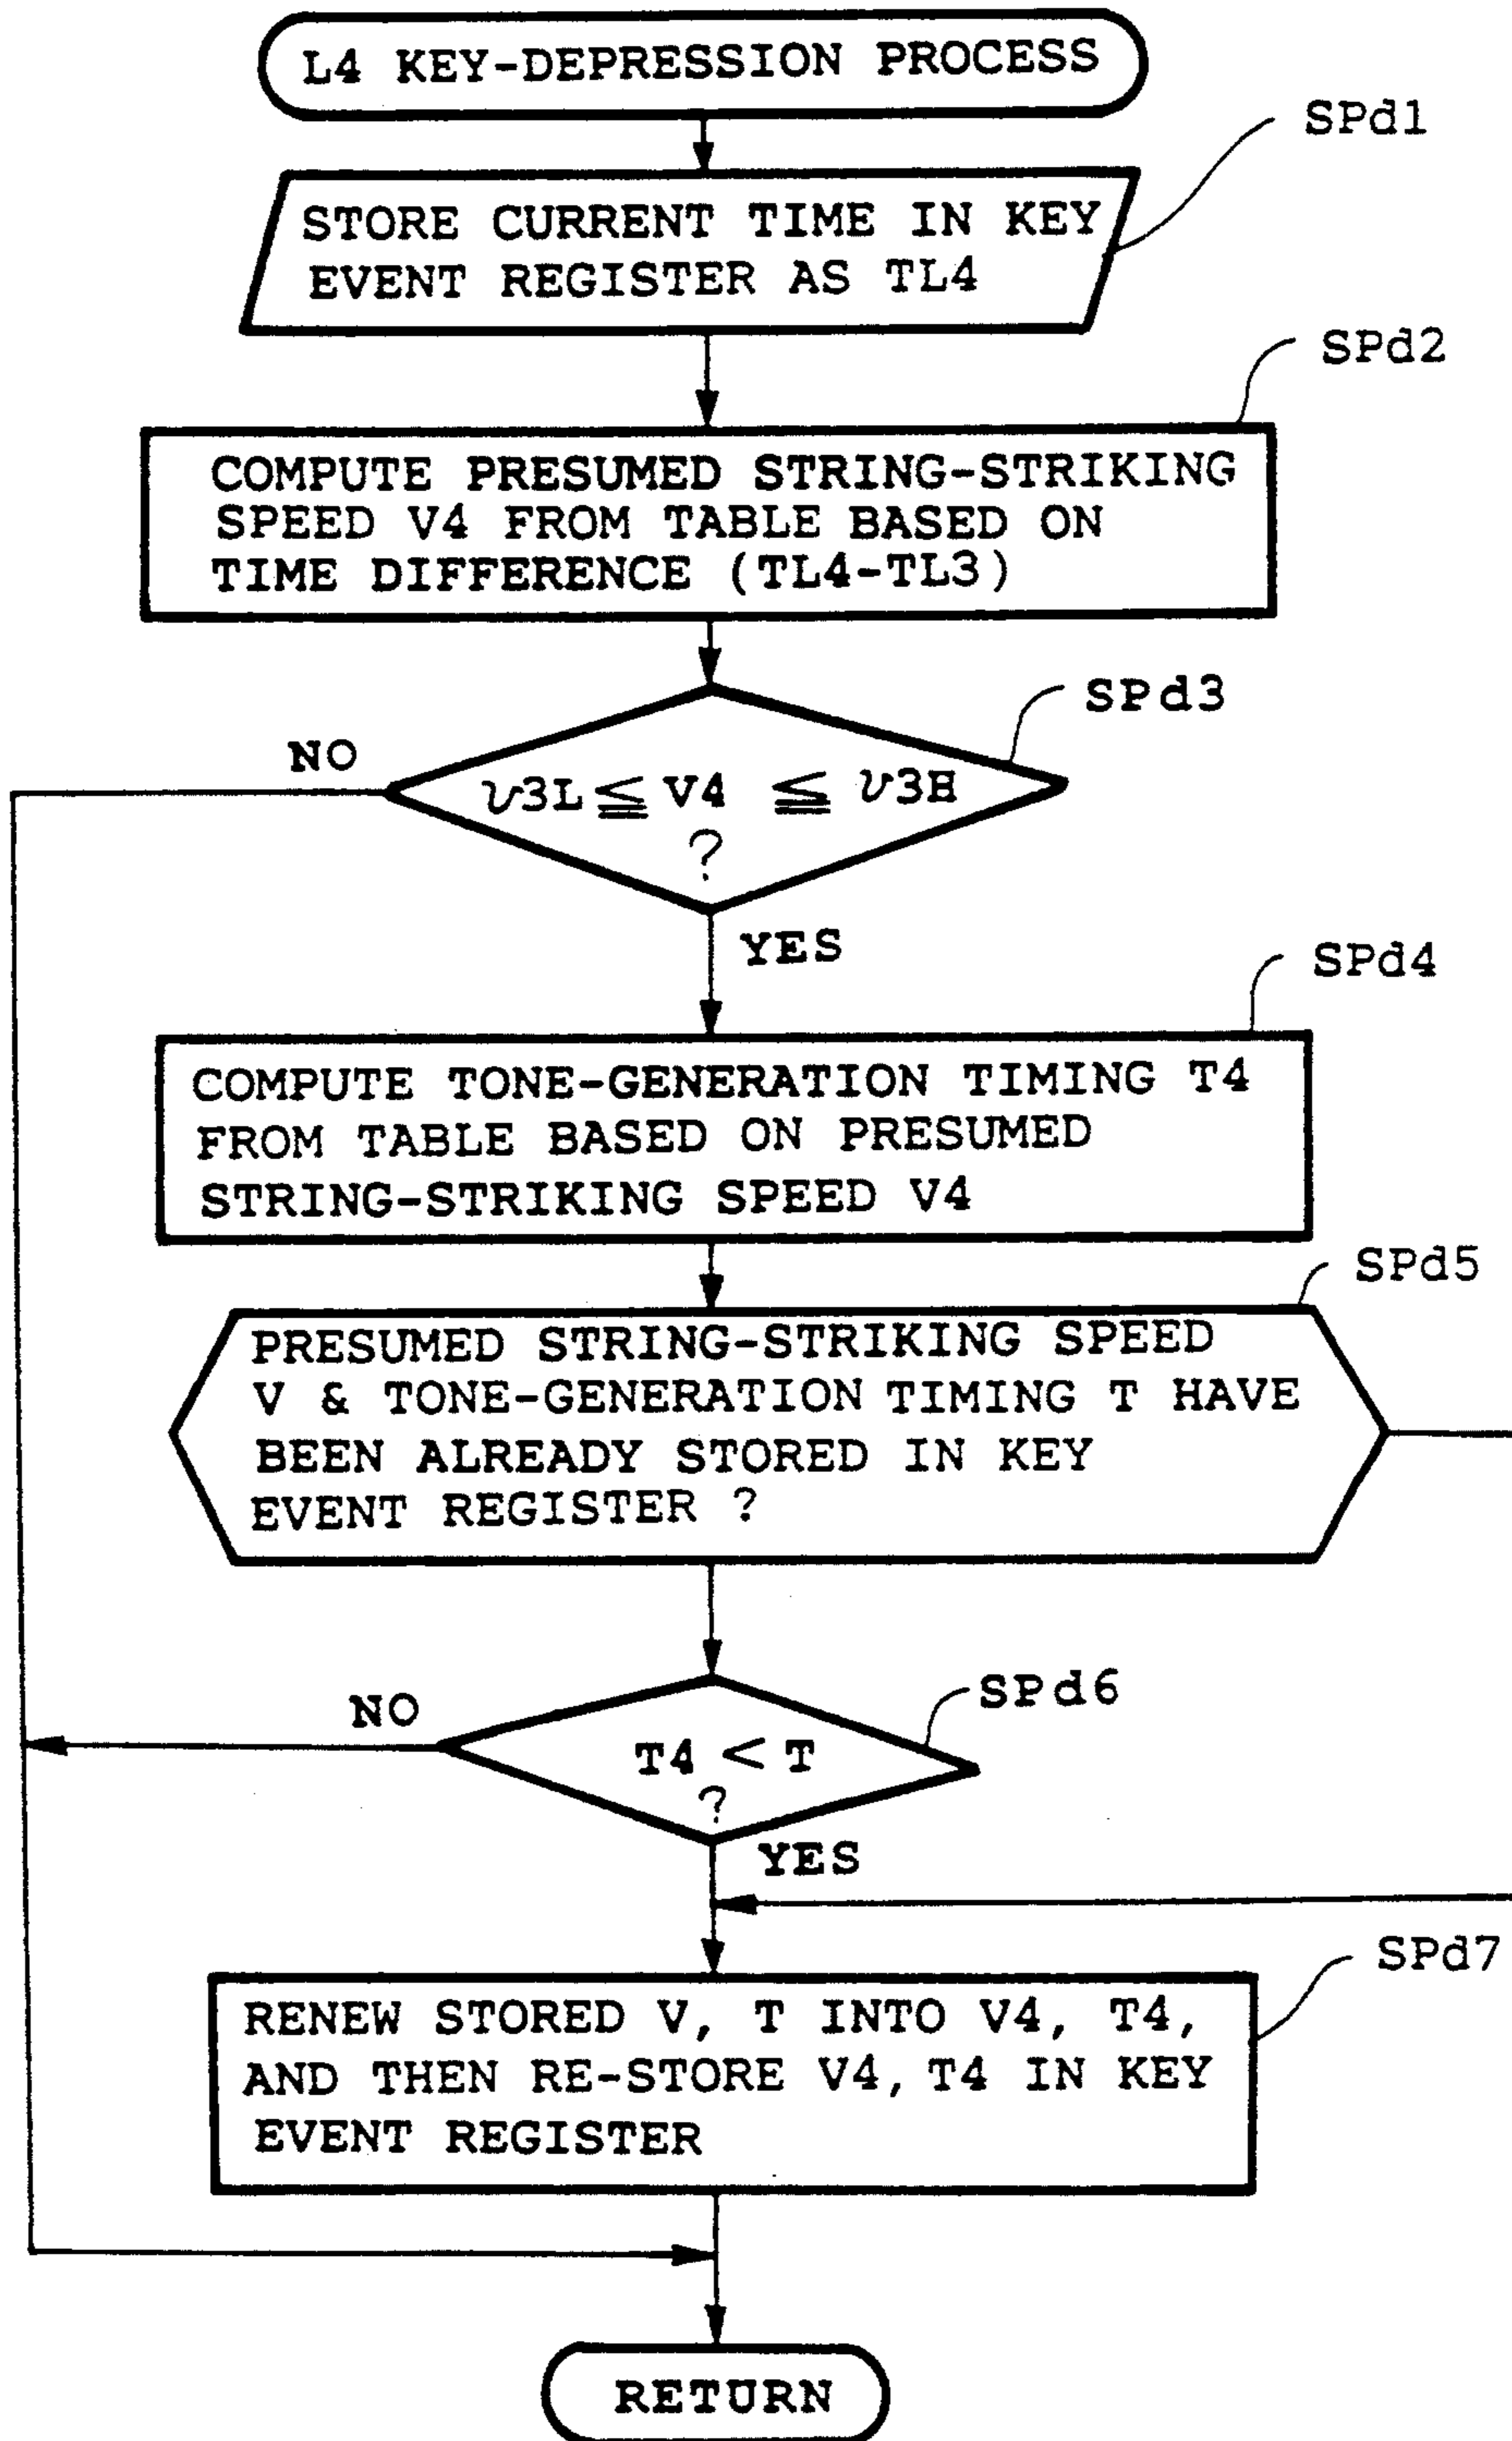 L4 KEY-DEPRESSION PROCESS
SPd1
STORE CURRENT TIME IN KEY
EVENT REGISTER AS TL4
SPd2
COMPUTE PRESUMED STRING-STRIKING
SPEED V4 FROM TABLE BASED ON
TIME DIFFERENCE (TL4-TL3)
SPd3
NO
υ3L ≦ V4 ≦ υ3H
?
YES
SPd4
COMPUTE TONE-GENERATION TIMING T4
FROM TABLE BASED ON PRESUMED
STRING-STRIKING SPEED V4
SPd5
PRESUMED STRING-STRIKING SPEED
V & TONE-GENERATION TIMING T HAVE
BEEN ALREADY STORED IN KEY
EVENT REGISTER ?
SPd6
NO
T4 < T
?
YES
SPd7
RENEW STORED V, T INTO V4, T4,
AND THEN RE-STORE V4, T4 IN KEY
EVENT REGISTER
RETURN